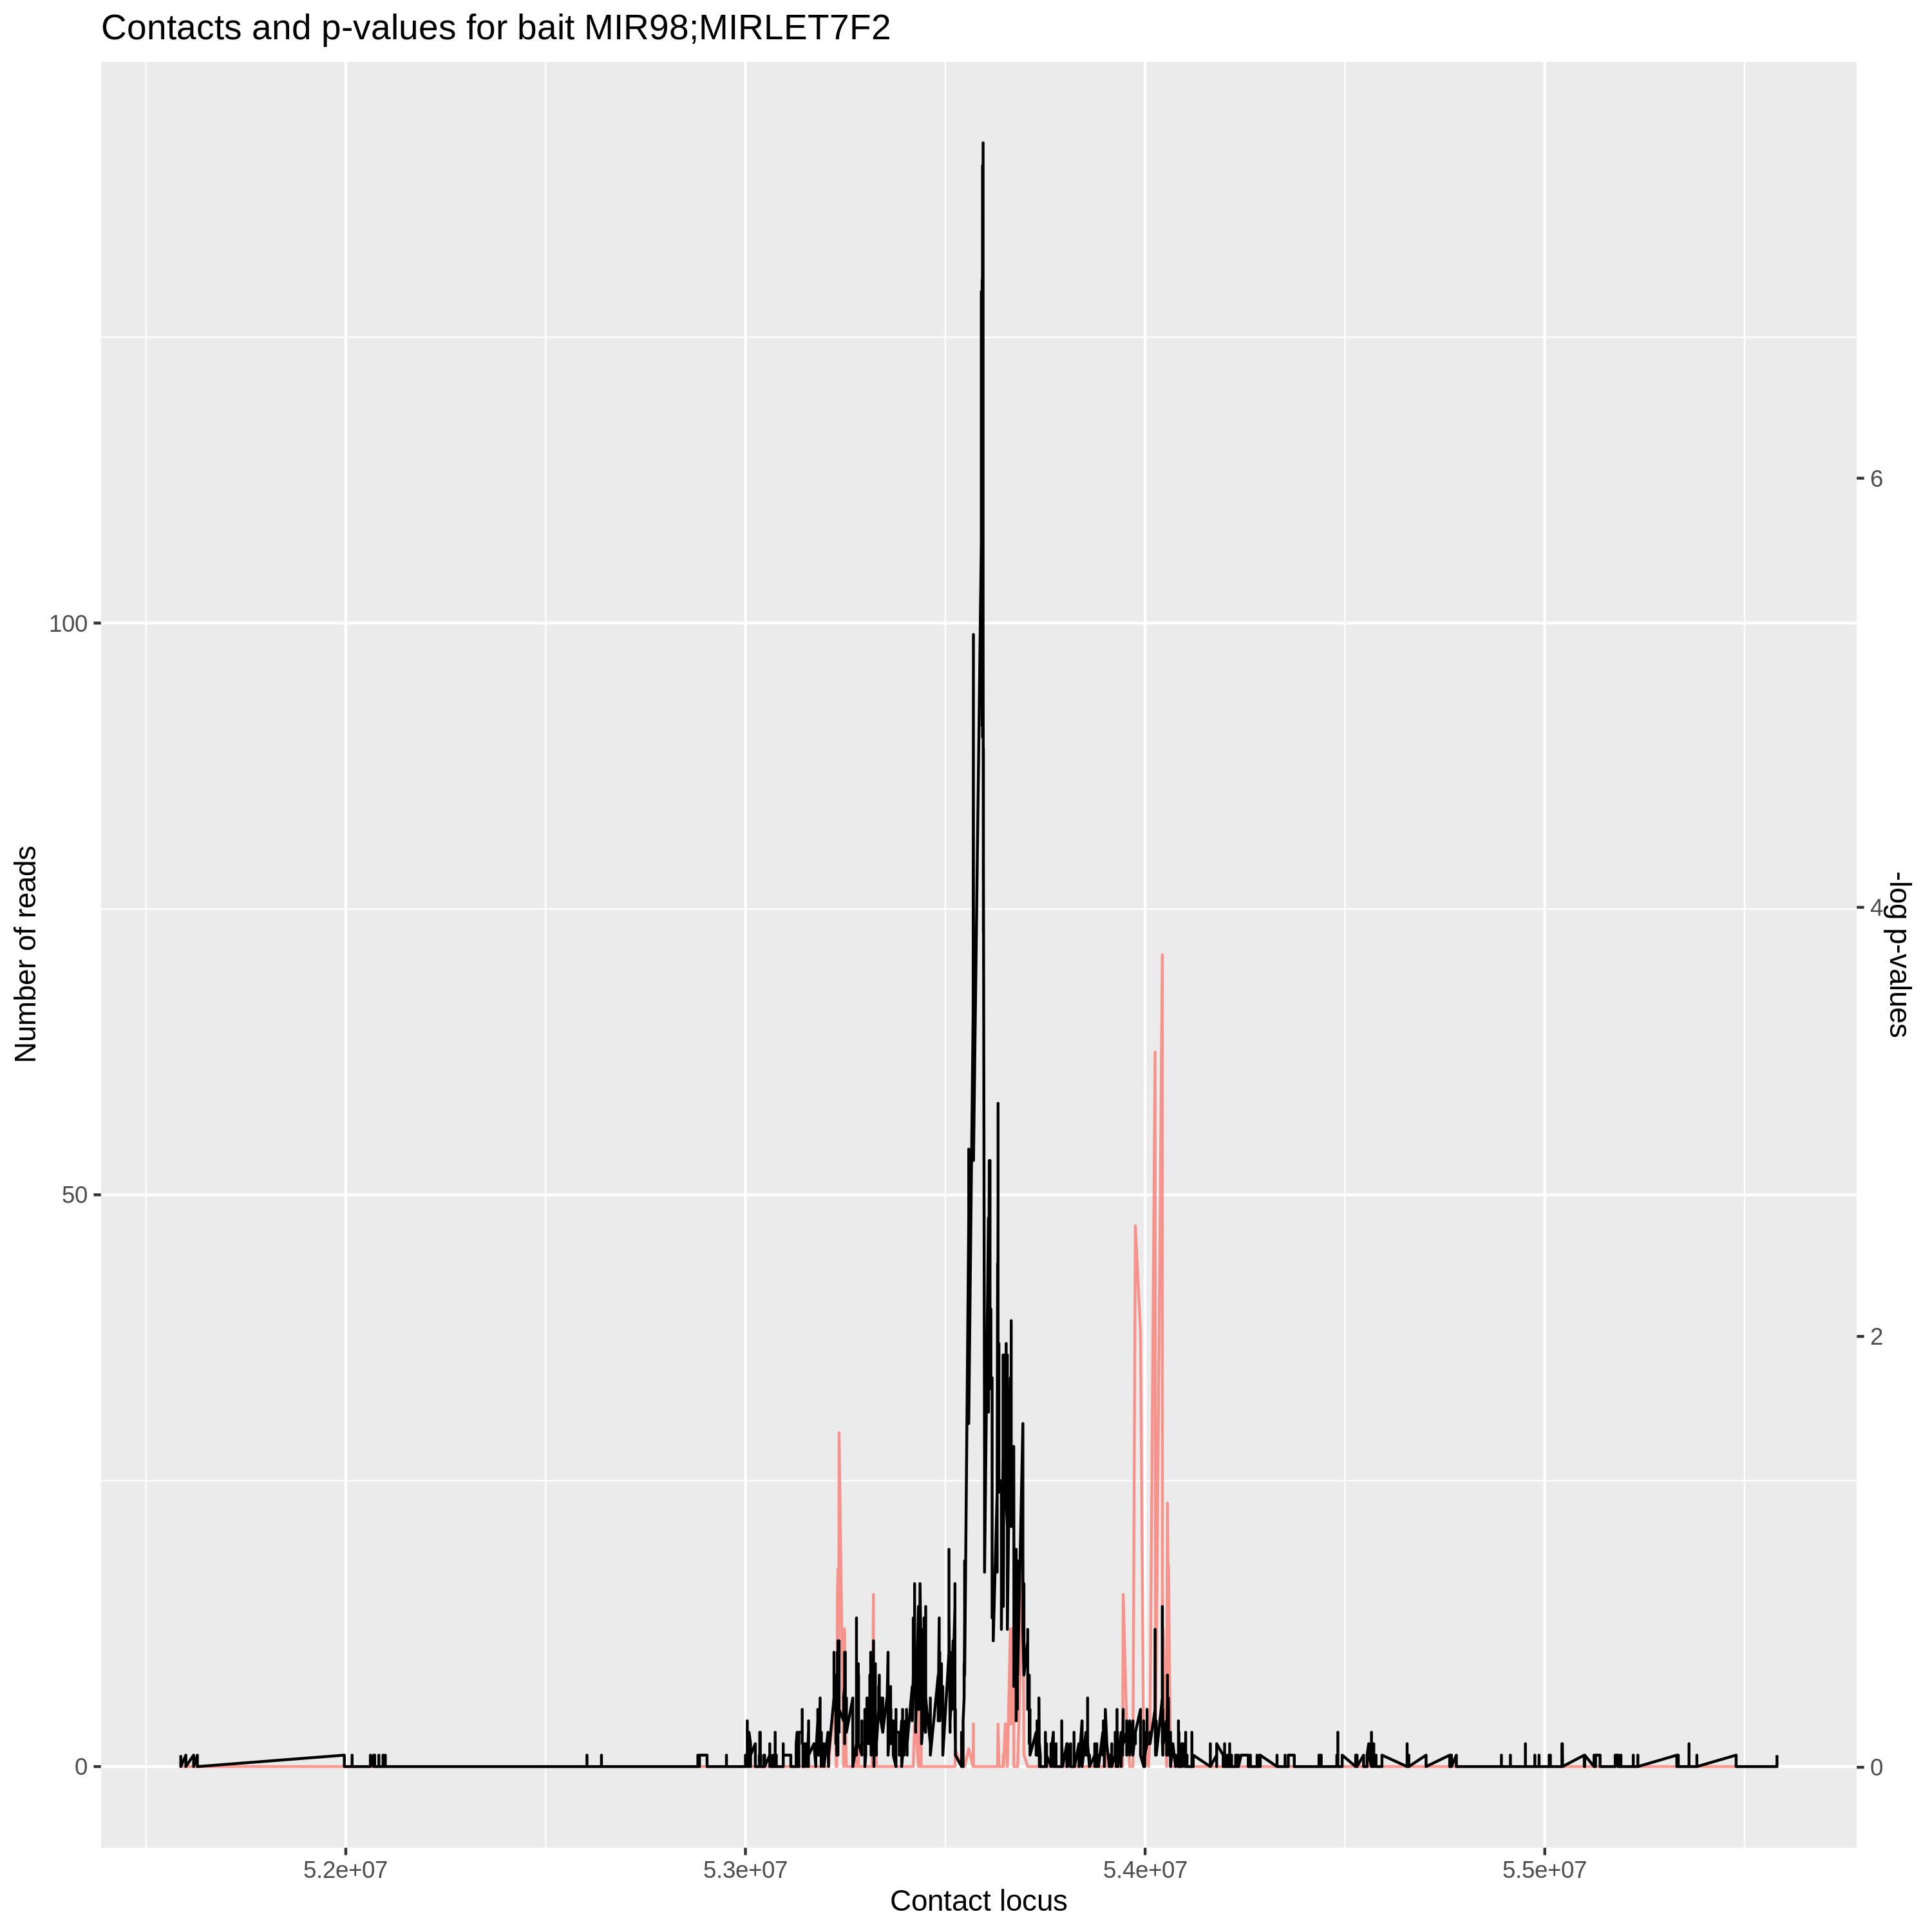 Contacts and p-values for bait MIR98;MIRLET7F2
Number of reads
100
50
0
6
4
2
0
-log p-values
5.2e+07
5.3e+07
5.4e+07
5.5e+07
Contact locus